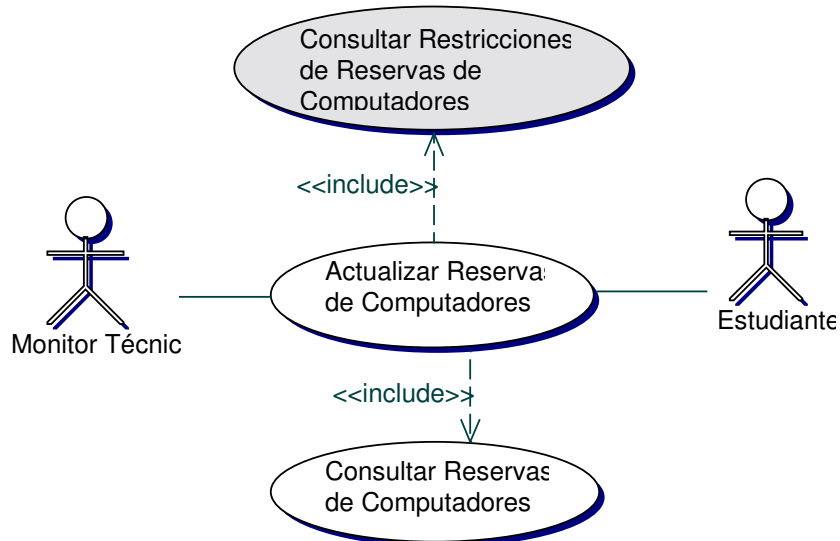 Consultar Restricciones
de Reservas de
Computadores
<<include>>
Actualizar Reservas
de Computadores
Monitor Técnic
Estudiante
<<include>>
Consultar Reservas
de Computadores